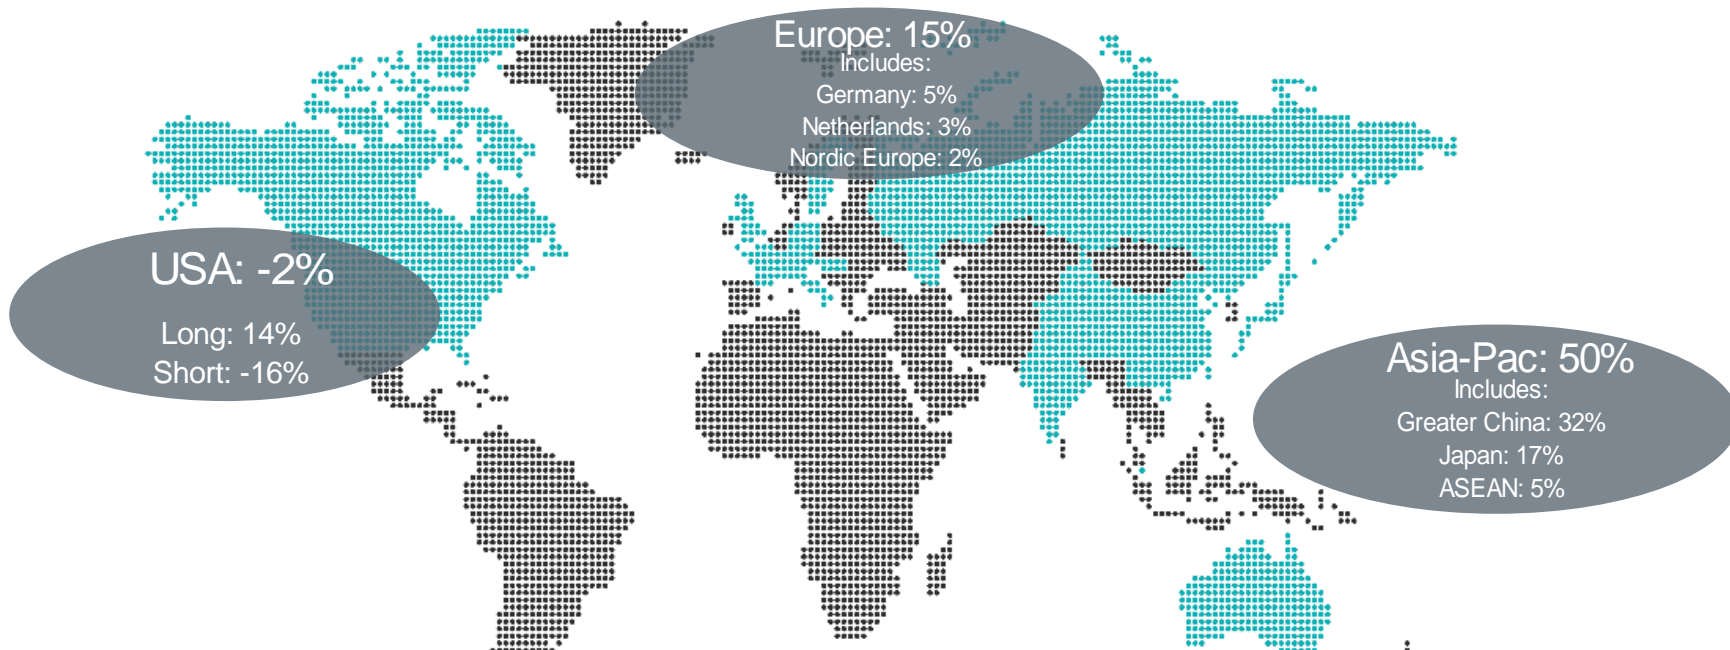 Europe: 15%
Includes:
Germany: 5%
Netherlands: 3%
Nordic Europe: 2%
USA: -2%
Long: 14%
Short: -16%
Asia-Pac: 50%
Includes:
Greater China: 32%
Japan: 17%
ASEAN: 5%